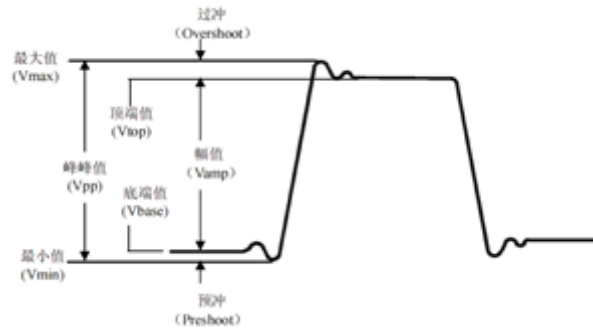 过冲
（Overshoot）
最大值
(Vmax)
顶端值
(Vtop)
峰峰值
(Vpp)
幅值
（Vamp）
底端值
(Vbase)
最小值
(Vmin)
预冲
（Preshoot）